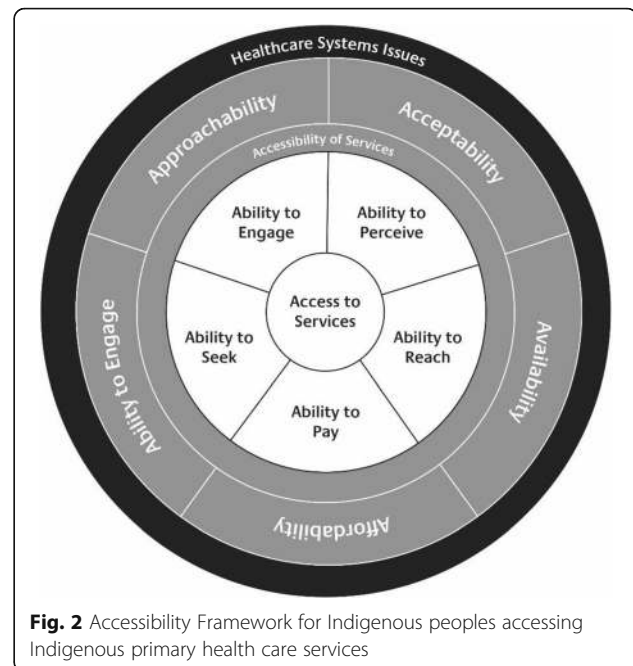 Healthcare Systems Issues
Approachability
Acceptability
Accessibility of Services
Ability to
Engage
Ability to
Perceive
Ability to Engage
Ability to
Seek
Access to
Services
Ability to
Reach
Availability
Ability to
Pay
Affordability
Fig. 2 Accessibility Framework for Indigenous peoples accessing
Indigenous primary health care services